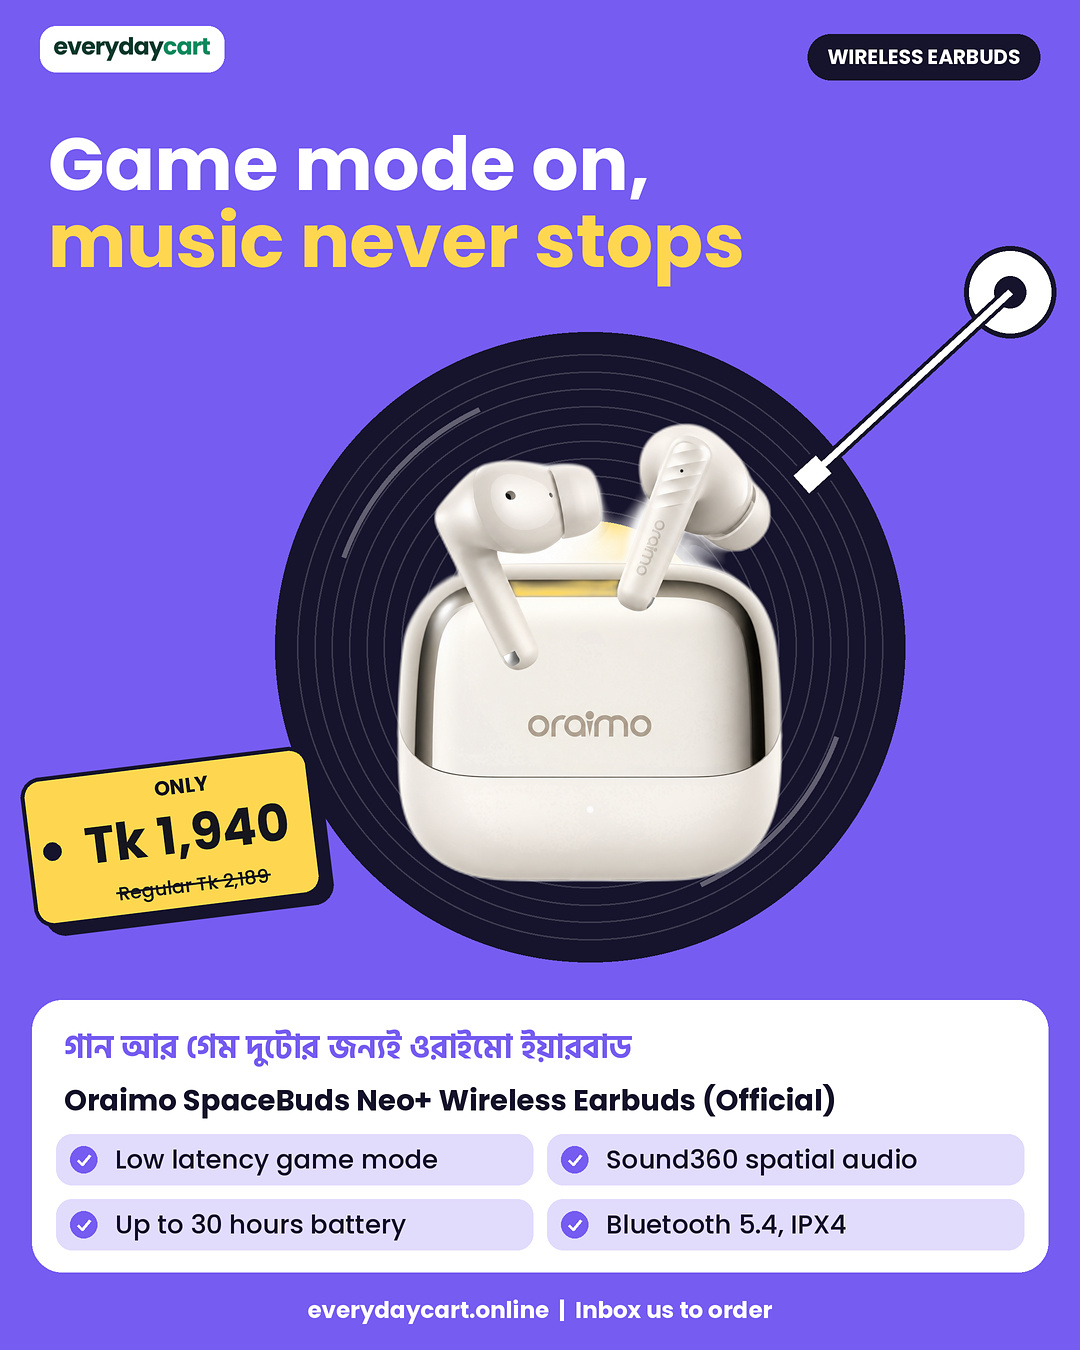 everydaycart
WIRELESS EARBUDS
Game mode on,
music never stops
oraimo
oraimo
ONLY
Tk 1,940
Regular Tk 2,189
গান আর গেম দুটোর জন্যই ওরাইমো ইয়ারবাড
Oraimo SpaceBuds Neo+ Wireless Earbuds (Official)
Low latency game mode
Sound360 spatial audio
Up to 30 hours battery
Bluetooth 5.4, IPX4
everydaycart.online | Inbox us to order